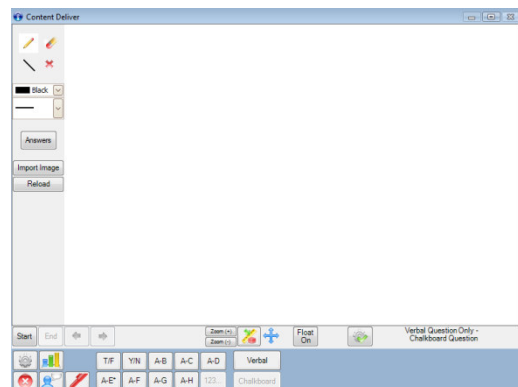 Content Deliver
Black
Answers
Import Image
Reload
Start End Zoom (+) Zoom (-) Float On Verbal Question Only -
Chalkboard Question
T/F Y/N A-B A-C A-D Verbal
A-E* A-F A-G A-H 123... Chalkboard